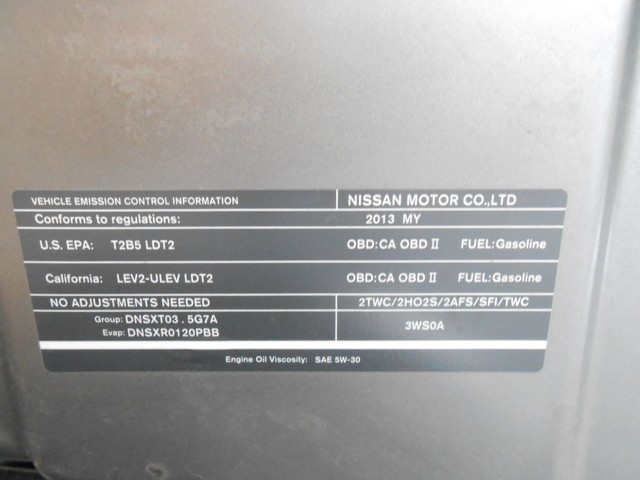 VEHICLE EMISSION CONTROL INFORMATION NISSAN MOTOR CO.,LTD
Conforms to regulations: 2013 MY
U.S. EPA: T2B5 LDT2 OBD:CA OBD II FUEL:Gasoline
California: LEV2-ULEV LDT2 OBD:CA OBD II FUEL:Gasoline
NO ADJUSTMENTS NEEDED 2TWC/2HO2S/2AFS/SFI/TWC
Group: DNSXT03.5G7A 3WS0A
Evap: DNSXR0120PBB
Engine Oil Viscosity: SAE 5W-30